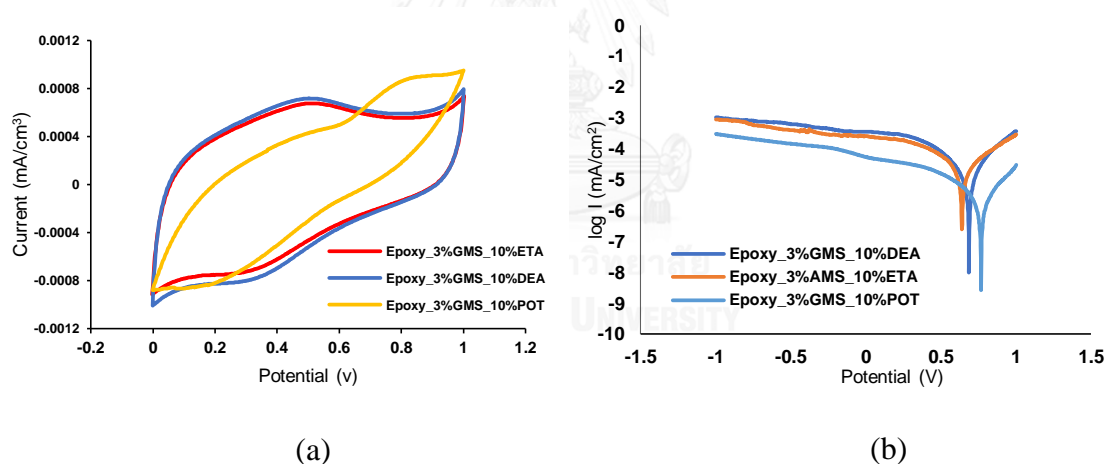 0.0012
0.0008
0.0004
0
-0.0004
-0.0008
-0.0012
Current (mA/cm³)
Epoxy_3%GMS_10%ETA
Epoxy_3%GMS_10%DEA
Epoxy_3%GMS_10%POT
-0.2 0 0.2 0.4 0.6 0.8 1 1.2
Potential (v)
(a)
0
-1
-2
-3
-4
-5
-6
-7
-8
-9
-10
log I (mA/cm²)
Epoxy_3%GMS_10%DEA
Epoxy_3%AMS_10%ETA
Epoxy_3%GMS_10%POT
-1.5 -1 -0.5 0 0.5 1 1.5
Potential (V)
(b)
UNIVERSITY